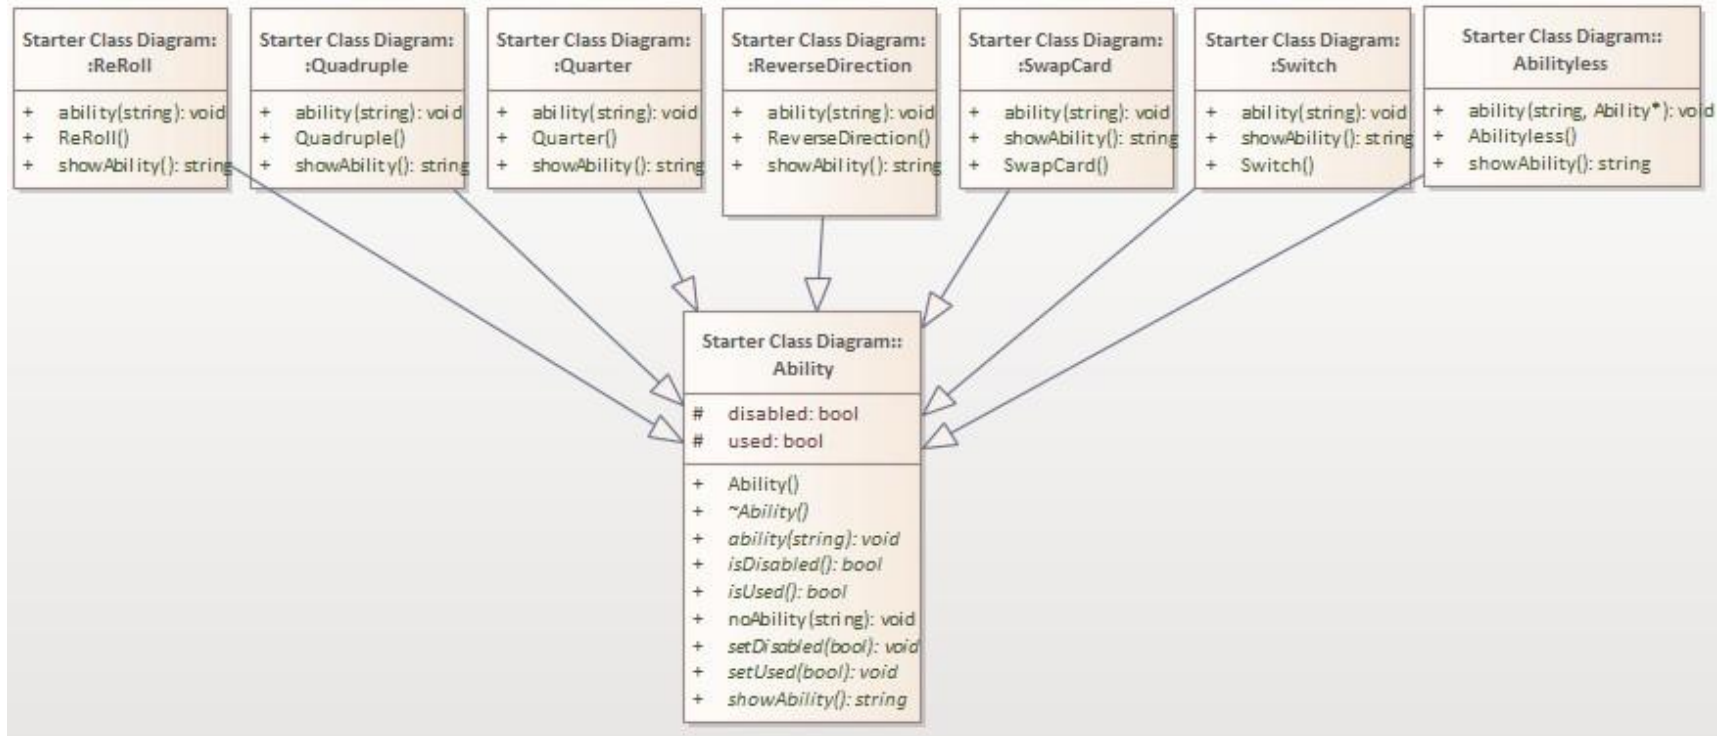 Starter Class Diagram:
:ReRoll
+ ability(string): void
+ ReRoll()
+ showAbility(): string
Starter Class Diagram:
:Quadruple
+ ability(string): void
+ Quadruple()
+ showAbility(): string
Starter Class Diagram:
:Quarter
+ ability(string): void
+ Quarter()
+ showAbility(): string
Starter Class Diagram:
:ReverseDirection
+ ability(string): void
+ ReverseDirection()
+ showAbility(): string
Starter Class Diagram:
:SwapCard
+ ability(string): void
+ showAbility(): string
+ SwapCard()
Starter Class Diagram:
:Switch
+ ability(string): void
+ showAbility(): string
+ Switch()
Starter Class Diagram::
Abilityless
+ ability(string, Ability*): void
+ Abilityless()
+ showAbility(): string
Starter Class Diagram::
Ability
# disabled: bool
# used: bool
+ Ability()
+ ~Ability()
+ ability(string): void
+ isDisabled(): bool
+ isUsed(): bool
+ noAbility(string): void
+ setDisabled(bool): void
+ setUsed(bool): void
+ showAbility(): string